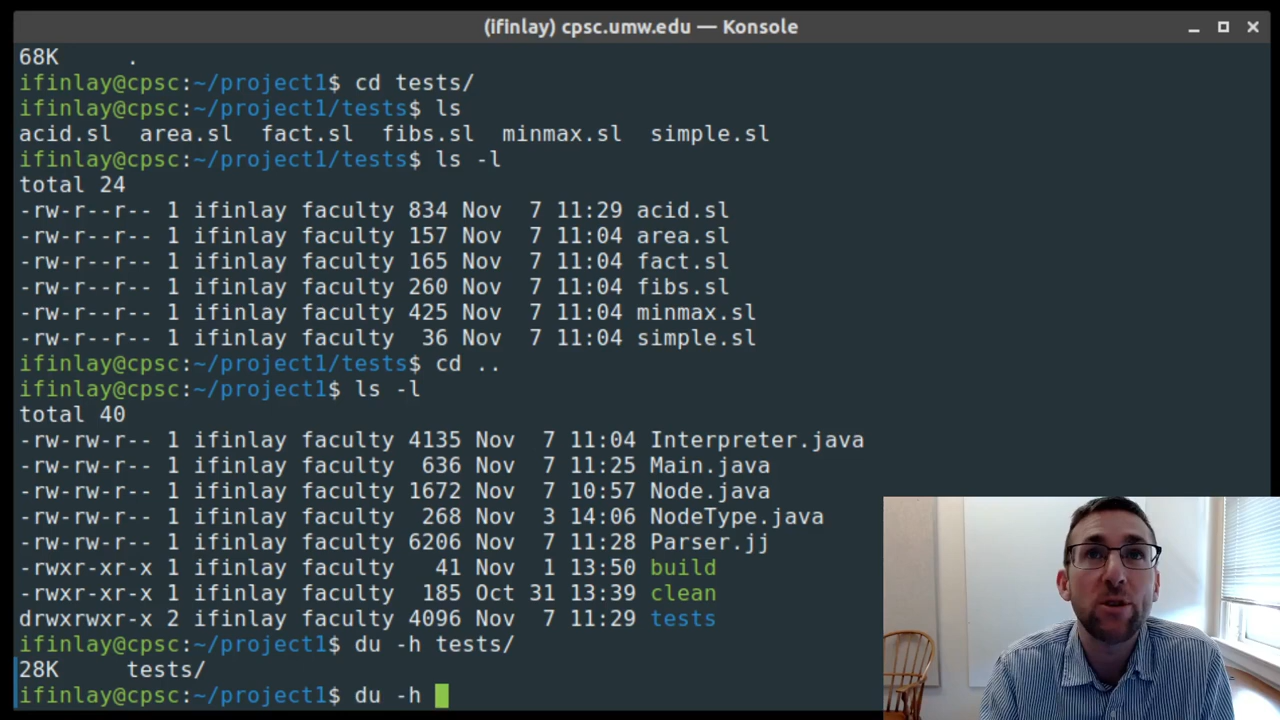 (ifinlay) cpsc.umw.edu — Konsole
68K     .
ifinlay@cpsc:~/project1$ cd tests/
ifinlay@cpsc:~/project1/tests$ ls
acid.sl  area.sl  fact.sl  fibs.sl  minmax.sl  simple.sl
ifinlay@cpsc:~/project1/tests$ ls -l
total 24
-rw-r--r-- 1 ifinlay faculty 834 Nov  7 11:29 acid.sl
-rw-r--r-- 1 ifinlay faculty 157 Nov  7 11:04 area.sl
-rw-r--r-- 1 ifinlay faculty 165 Nov  7 11:04 fact.sl
-rw-r--r-- 1 ifinlay faculty 260 Nov  7 11:04 fibs.sl
-rw-r--r-- 1 ifinlay faculty 425 Nov  7 11:04 minmax.sl
-rw-r--r-- 1 ifinlay faculty  36 Nov  7 11:04 simple.sl
ifinlay@cpsc:~/project1/tests$ cd ..
ifinlay@cpsc:~/project1$ ls -l
total 40
-rw-rw-r-- 1 ifinlay faculty 4135 Nov  7 11:04 Interpreter.java
-rw-rw-r-- 1 ifinlay faculty  636 Nov  7 11:25 Main.java
-rw-rw-r-- 1 ifinlay faculty 1672 Nov  7 10:57 Node.java
-rw-rw-r-- 1 ifinlay faculty  268 Nov  3 14:06 NodeType.java
-rw-rw-r-- 1 ifinlay faculty 6206 Nov  7 11:28 Parser.jj
-rwxr-xr-x 1 ifinlay faculty   41 Nov  1 13:50 build
-rwxr-xr-x 1 ifinlay faculty  185 Oct 31 13:39 clean
drwxrwxr-x 2 ifinlay faculty 4096 Nov  7 11:29 tests
ifinlay@cpsc:~/project1$ du -h tests/
28K     tests/
ifinlay@cpsc:~/project1$ du -h